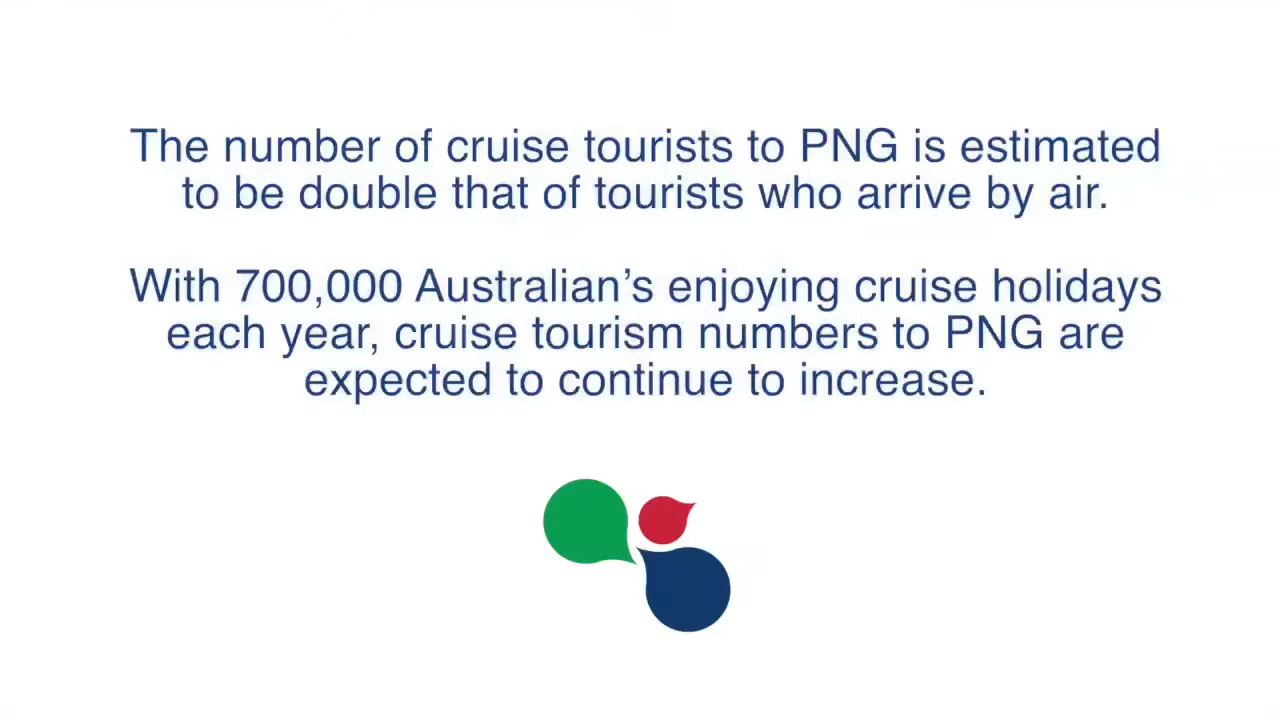 The number of cruise tourists to PNG is estimated
to be double that of tourists who arrive by air.
With 700,000 Australian’s enjoying cruise holidays
each year, cruise tourism numbers to PNG are
expected to continue to increase.